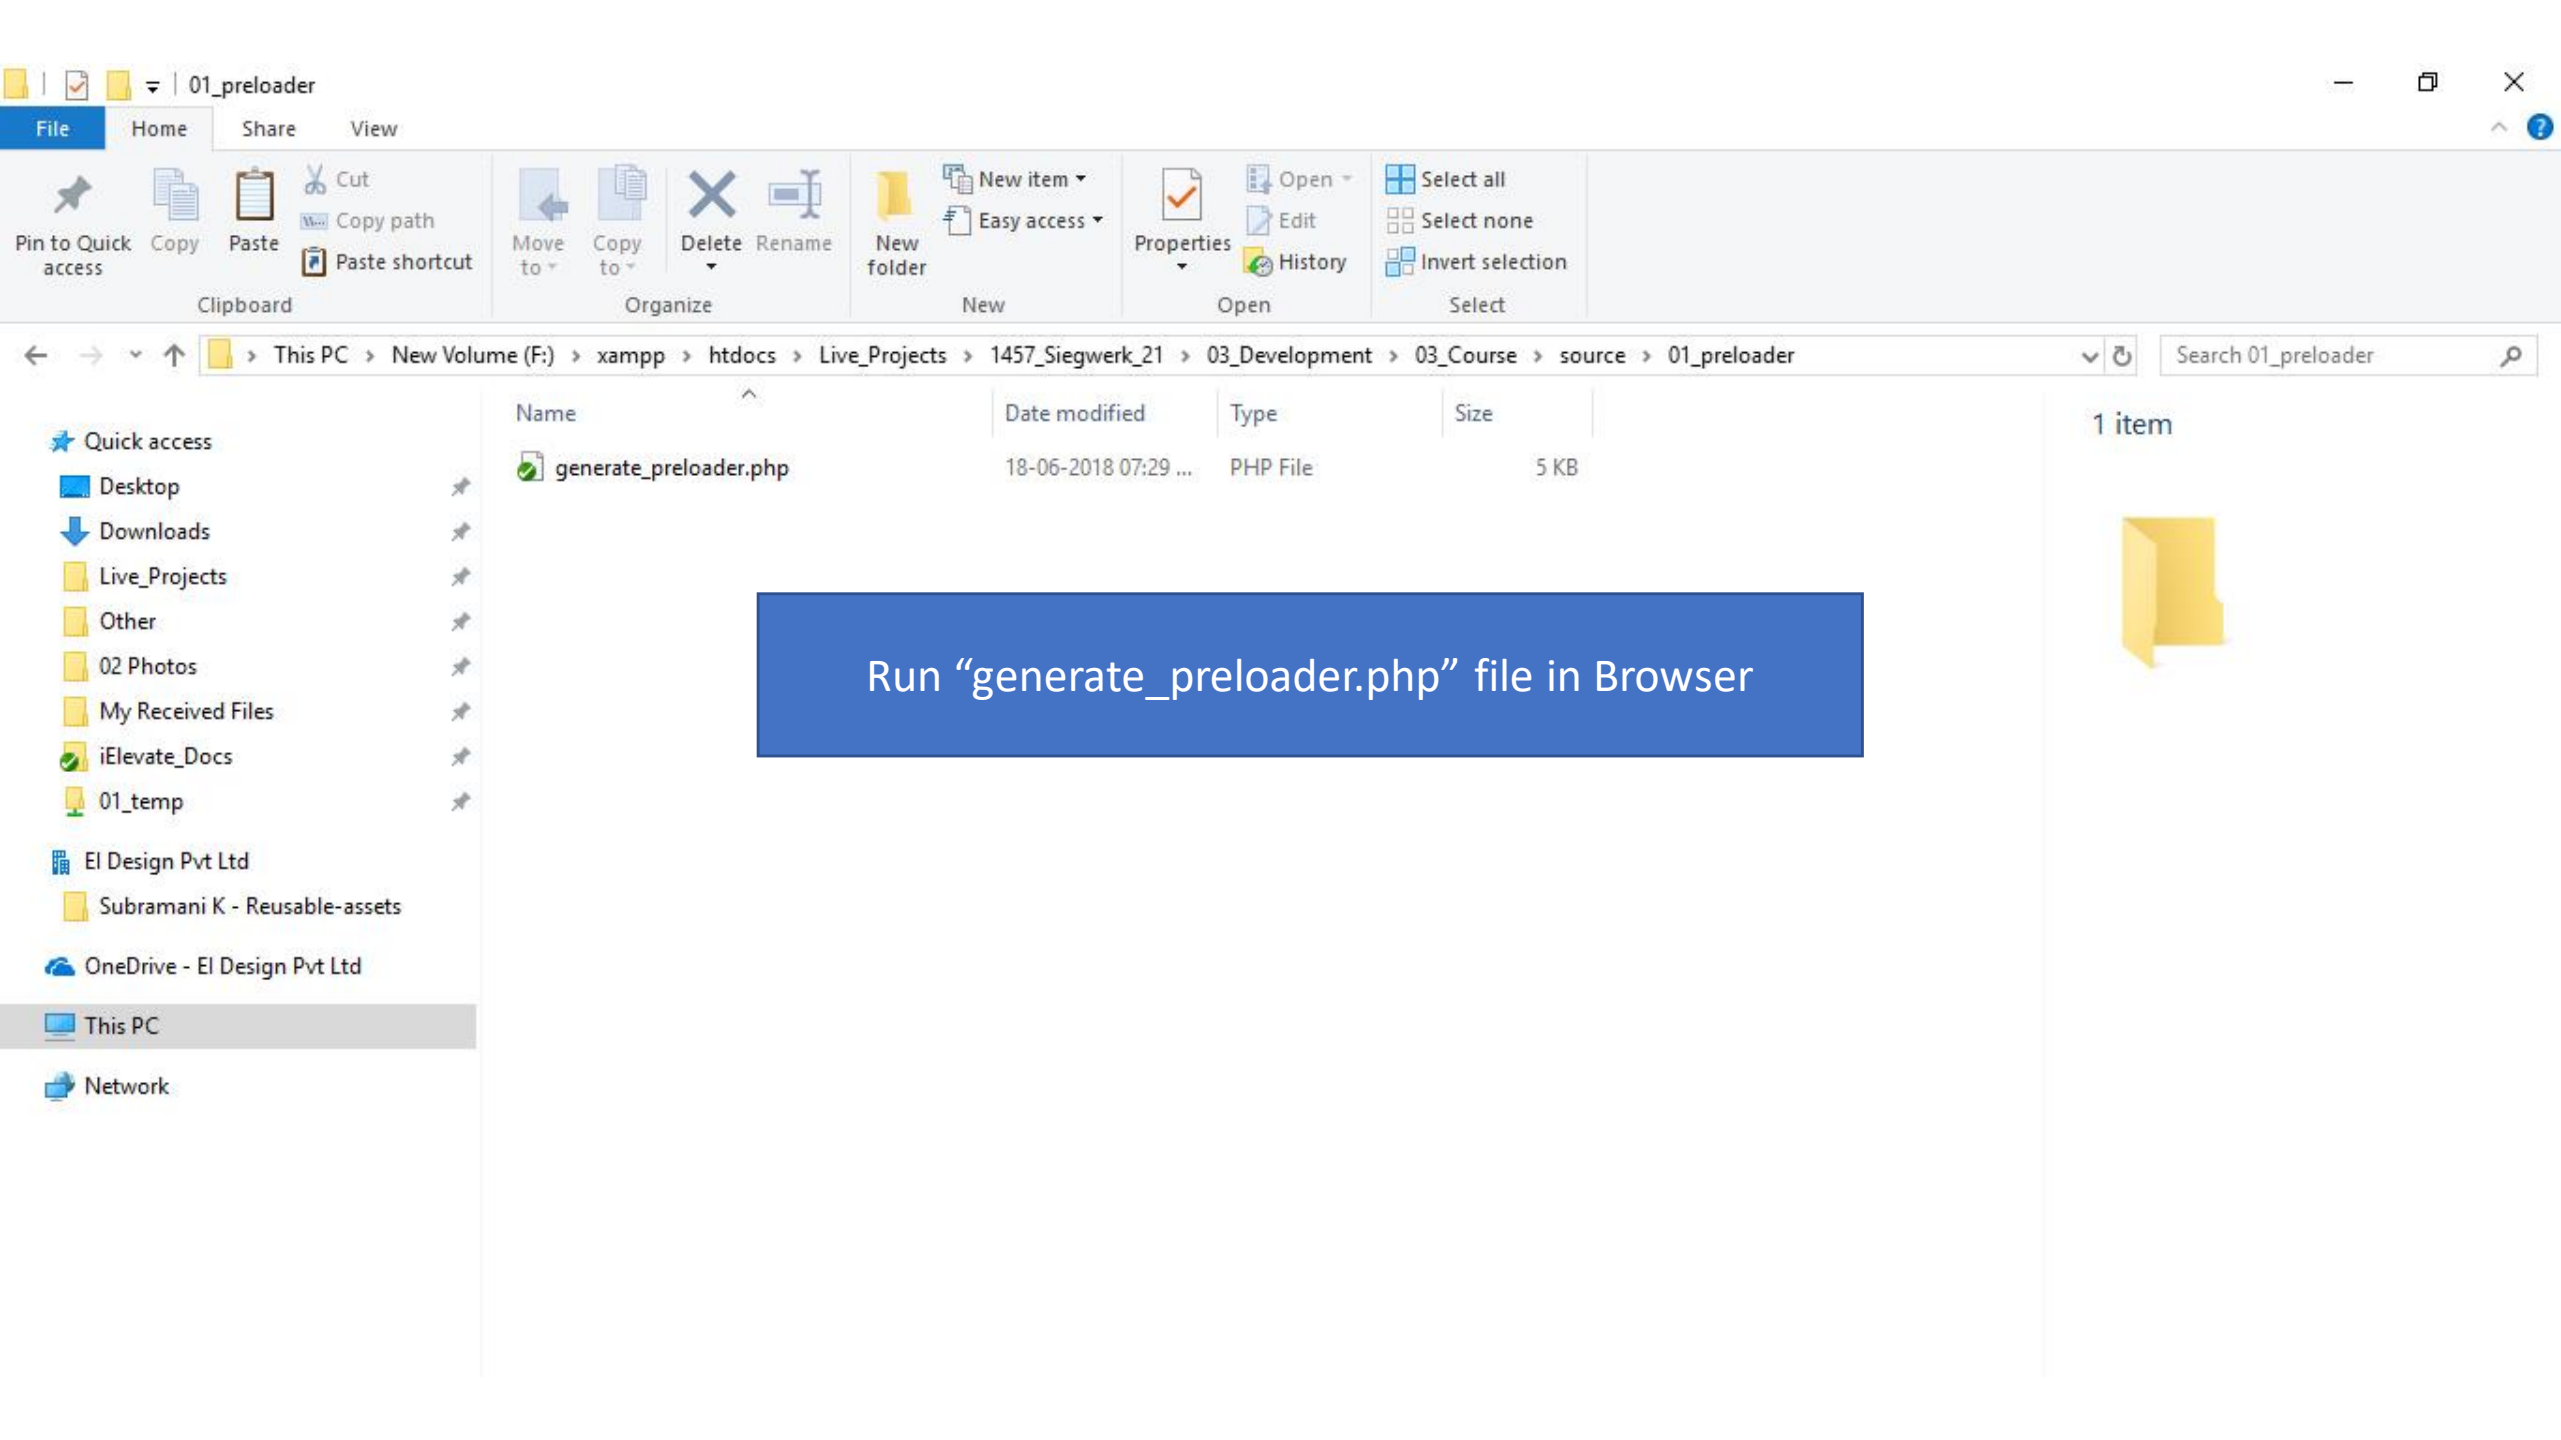 01_preloader
File Home Share View
Pin to Quick access
Copy
Paste
Cut
Copy path
Paste shortcut
Clipboard
Move to
Copy to
Delete
Rename
Organize
New folder
New item
Easy access
New
Properties
Open
Edit
History
Open
Select all
Select none
Invert selection
Select
This PC > New Volume (F:) > xampp > htdocs > Live_Projects > 1457_Siegwerk_21 > 03_Development > 03_Course > source > 01_preloader
Search 01_preloader
Quick access
Desktop
Downloads
Live_Projects
Other
02 Photos
My Received Files
iElevate_Docs
01_temp
EI Design Pvt Ltd
Subramani K - Reusable-assets
OneDrive - EI Design Pvt Ltd
This PC
Network
Name Date modified Type Size
generate_preloader.php 18-06-2018 07:29 ... PHP File 5 KB
Run “generate_preloader.php” file in Browser
1 item